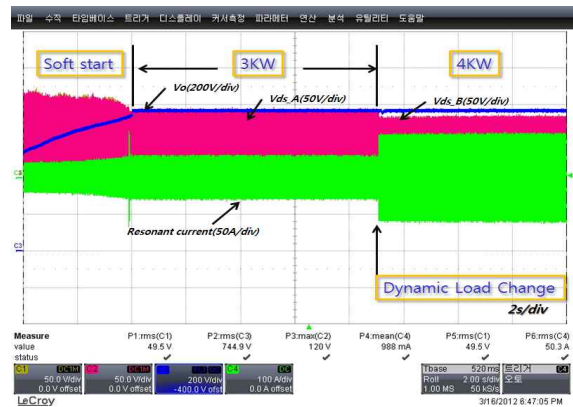 파일 수직 타임베이스 트리거 디스플레이 커서측정 파라메터 연산 분석 유틸리티 도움말
Soft start
3KW
4KW
Vo(200V/div)
Vds_A(50V/div)
Vds_B(50V/div)
C3
Resonant current(50A/div)
Dynamic Load Change
2s/div
Measure P1:rms(C1) P2:rms(C3) P3:max(C2) P4:mean(C4) P5:rms(C1) P6:rms(C4)
value 49.5 V 744.9 V 120 V 988 mA 49.5 V 50.3 A
status
C1 DC1M
50.0 V/div
0.0 V offset
C2 DC1M
50.0 V/div
0.0 V offset
200 V/div
-400.0 V ofst
C4 DC
100 A/div
0.0 A offset
Tbase 520 ms
Roll 2.00 s/div
1.00 MS 50 kS/s
트리거 C4
오토
LeCroy
3/16/2012 6:47:05 PM